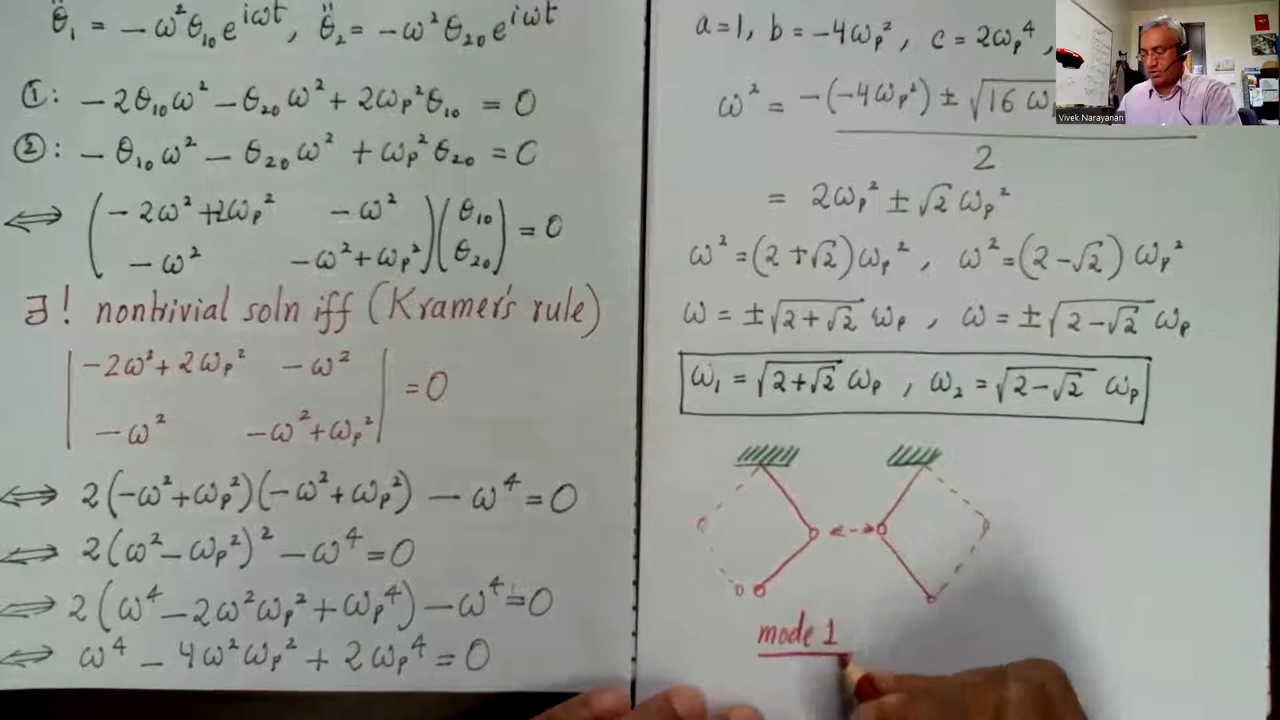 θ̈₁ = −ω²θ₁₀e^{iωt}, θ̈₂ = −ω²θ₂₀e^{iωt}
①: −2θ₁₀ω² − θ₂₀ω² + 2ωₚ²θ₁₀ = 0
②: −θ₁₀ω² − θ₂₀ω² + ωₚ²θ₂₀ = 0
⟺ (−2ω² + 2ωₚ² −ω²) (θ₁₀) = 0
(−ω² −ω² + ωₚ²) (θ₂₀)
∃! nontrivial soln iff (Kramer's rule)
|−2ω² + 2ωₚ² −ω²| = 0
|−ω² −ω² + ωₚ²|
⟺ 2(−ω² + ωₚ²)(−ω² + ωₚ²) − ω⁴ = 0
⟺ 2(ω² − ωₚ²)² − ω⁴ = 0
⟺ 2(ω⁴ − 2ω²ωₚ² + ωₚ⁴) − ω⁴ = 0
⟺ ω⁴ − 4ω²ωₚ² + 2ωₚ⁴ = 0
a = 1, b = −4ωₚ², c = 2ωₚ⁴,
ω² = −(−4ωₚ²) ± √16 ω
2
= 2ωₚ² ± √2 ωₚ²
ω² = (2 + √2)ωₚ², ω² = (2 − √2) ωₚ²
ω = ±√(2 + √2) ωₚ, ω = ±√(2 − √2) ωₚ
ω₁ = √(2 + √2) ωₚ, ω₂ = √(2 − √2) ωₚ
mode 1
Vivek Narayanan